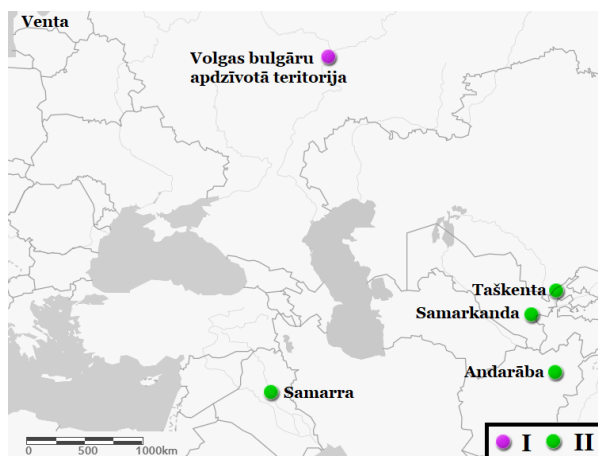 Venta
Volgas bulgāru
apdzīvotā teritorija
Taškenta
Samarkanda
Andarāba
Samarra
0 500 1000km
I II